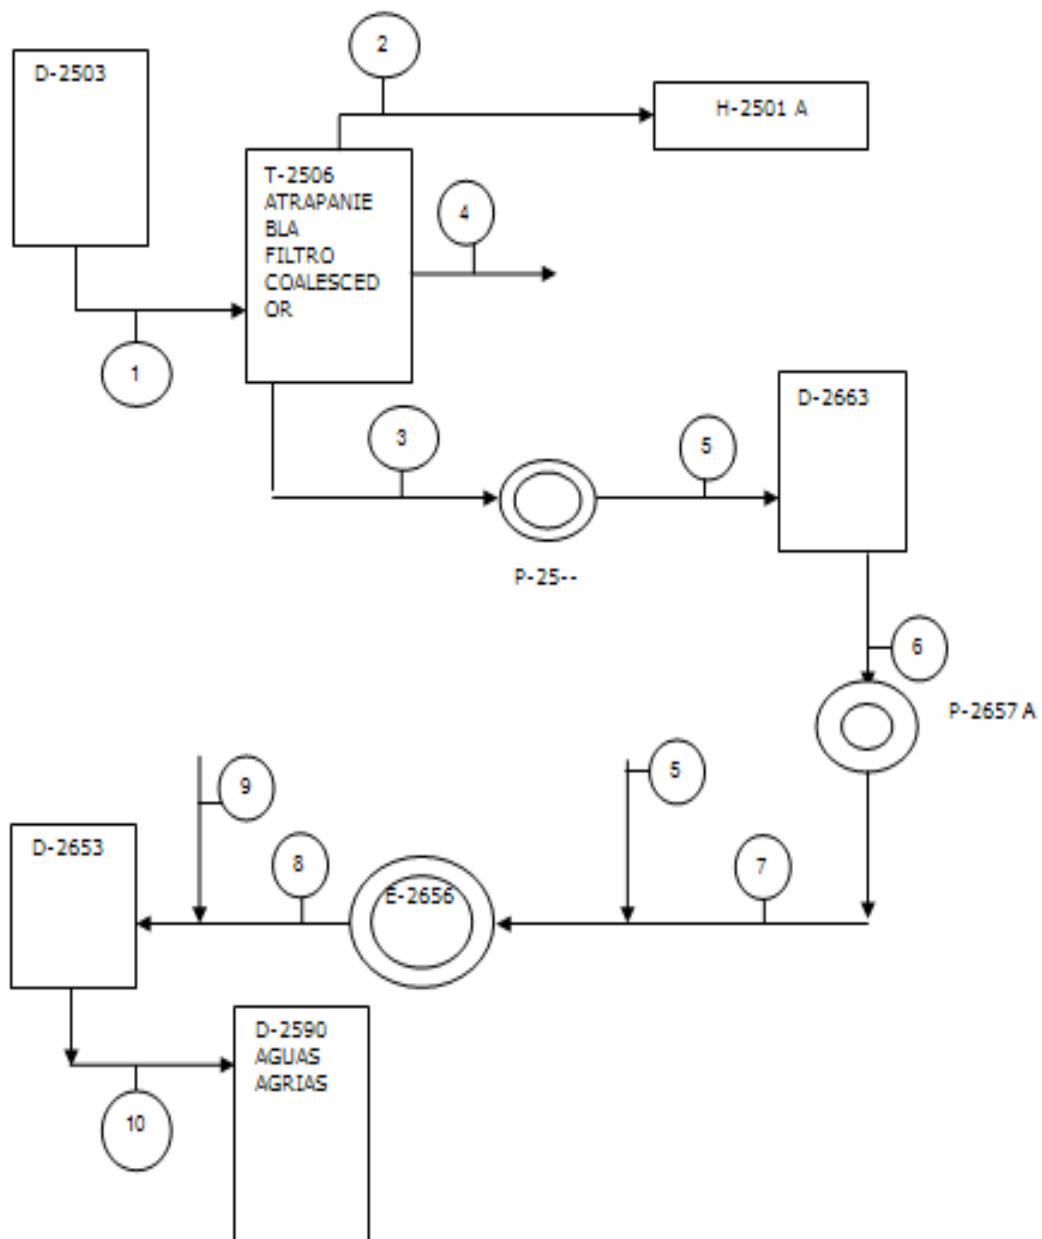 2
D-2503
H-2501 A
T-2506
ATRAPANIE
BLA
FILTRO
COALESCED
OR
4
1
D-2663
3
5
P-25--
6
P-2657 A
9
5
D-2653
8
7
E-2656
D-2590
AGUAS
AGRIAS
10